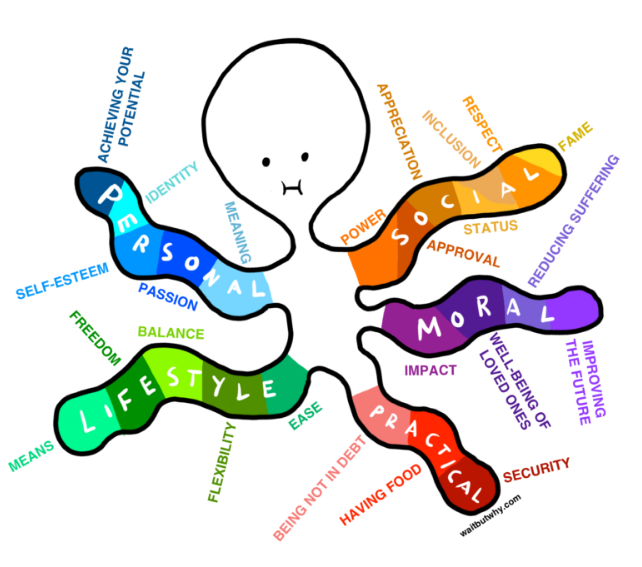 ACHIEVING YOUR
POTENTIAL
IDENTITY
MEANING
PERSONAL
SELF-ESTEEM
PASSION
APPRECIATION
INCLUSION
RESPECT
FAME
POWER
SOCIAL
STATUS
APPROVAL
REDUCING SUFFERING
MORAL
IMPACT
WELL-BEING OF
LOVED ONES
IMPROVING
THE FUTURE
FREEDOM
BALANCE
LIFESTYLE
MEANS
FLEXIBILITY
EASE
PRACTICAL
BEING NOT IN DEBT
HAVING FOOD
SECURITY
waitbutwhy.com